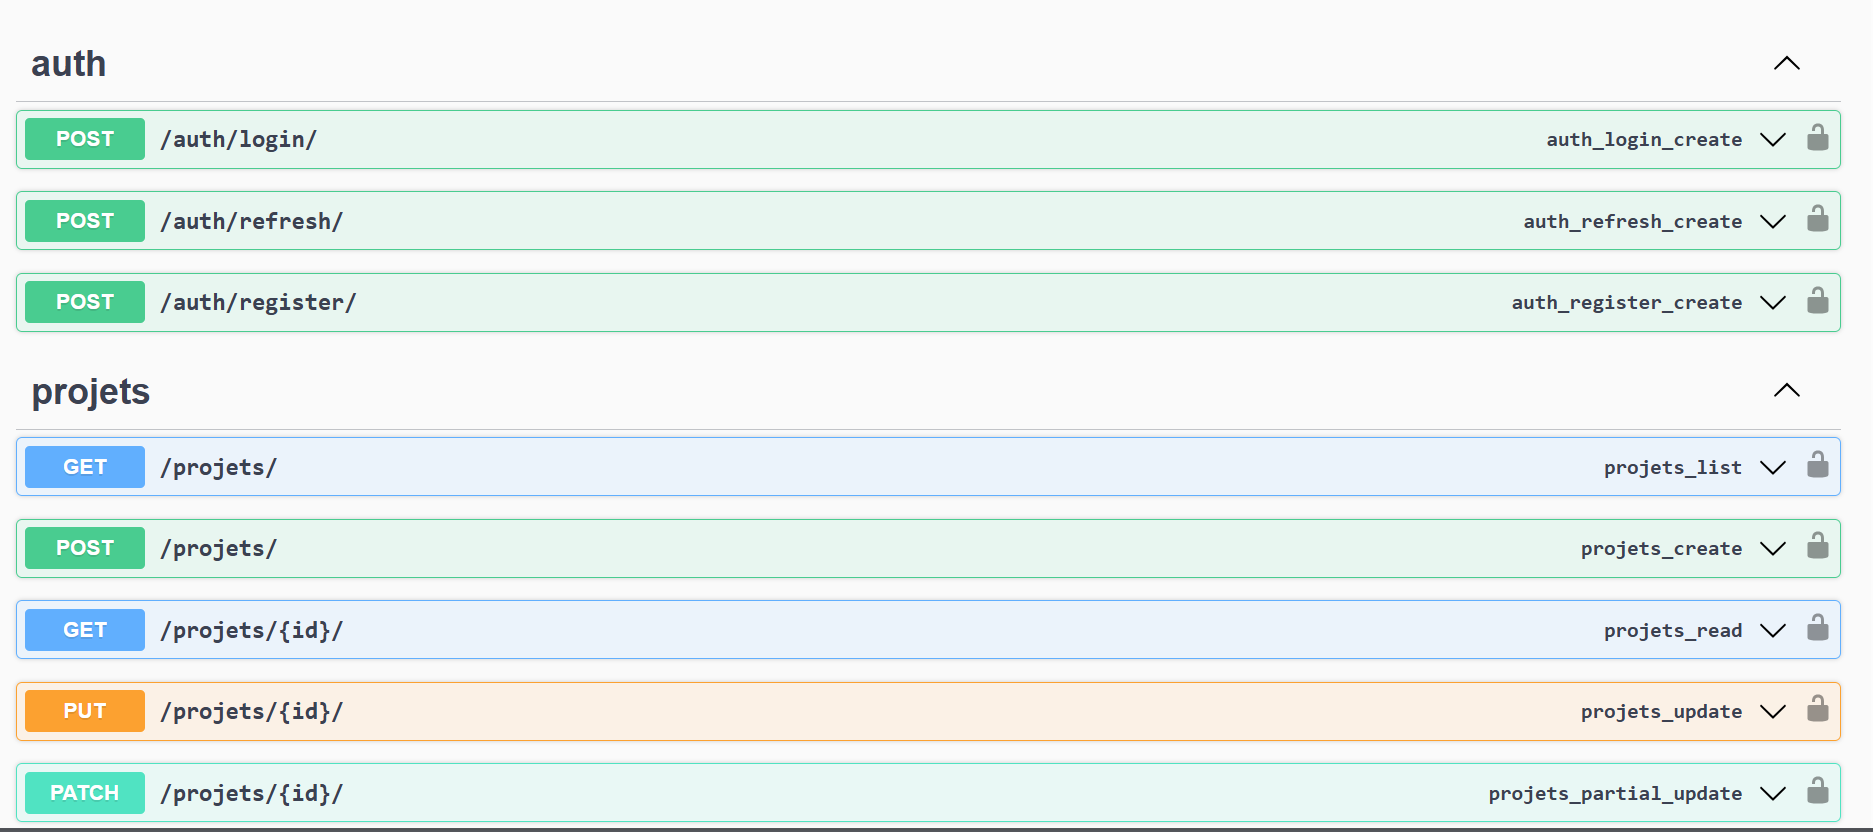 auth
POST /auth/login/ auth_login_create
POST /auth/refresh/ auth_refresh_create
POST /auth/register/ auth_register_create
projets
GET /projets/ projets_list
POST /projets/ projets_create
GET /projets/{id}/ projets_read
PUT /projets/{id}/ projets_update
PATCH /projets/{id}/ projets_partial_update